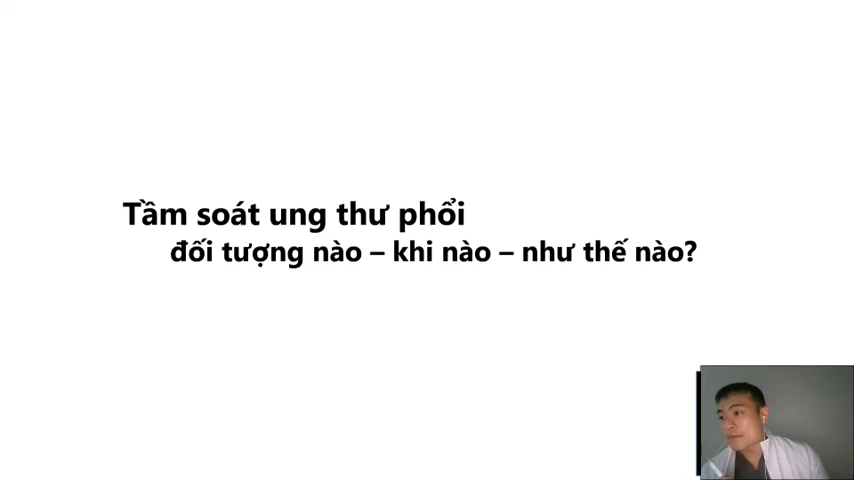 Tầm soát ung thư phổi
đối tượng nào – khi nào – như thế nào?